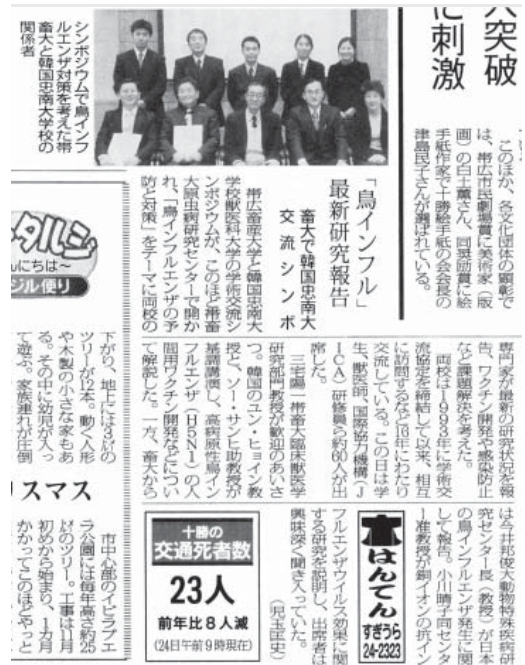 突破
に刺激
このほか、各文化団体の顕彰で
は、帯広市民劇場賞に美術家（版
画）の白土薫さん、同奨励賞に絵
手紙作家で十勝絵手紙の会会長の
津島民子さんが選ばれている。
シンポジウムで鳥インフ
ルエンザ対策を考えた帯
畜大と韓国忠南大学校の
関係者
「鳥インフル」
最新研究報告
畜大で韓国忠南大
交流シンポ
帯広畜産大学と韓国忠南大
学校獣医科大学の学術交流シ
ンポジウムが、このほど帯畜
大原虫病研究センターで開か
れ、「鳥インフルエンザの予
防と対策」をテーマに両校の
専門家が最新の研究状況を報
告、ワクチン開発や感染防止
など課題解決を考えた。
両校は1993年に学術交
流協定を締結して以来、相互
に訪問するなど16年にわたり
交流している。この日は学
生、獣医師、国際協力機構（J
ICA）研修員ら約60人が出
席した。
三宅陽一帯畜大臨床獣医学
研究部門教授が歓迎のあいさ
つ。韓国のユン・ヒョイン教
授と、ソー・サンヒ助教授が
基調講演し、高病原性鳥イン
フルエンザ（H5N1）の人
間用ワクチン開発などについ
て解説した。一方、畜大から
は今井邦俊大動物特殊疾病研
究センター長（教授）が日本
の鳥インフルエンザ発生に関
して報告。小川晴子同センタ
ー准教授が銅イオンの抗イン
フルエンザウイルス効果に関
する研究を説明し、出席者は
興味深く聞き入っていた。
（児玉匡史）
んにちは～
ジル便り
下がり、地上には3㍍の
ツリーが12本。動く人形
や木製の小さな家もあ
る。その中に幼児が入っ
て遊ぶ。家族連れが圧倒
リスマス
市中心部のイビラプエ
ラ公園には毎年高さ約25
㍍のツリー。工事は11月
初めから始まり、1カ月
かかってこのほどやっと
十勝の
交通死者数
23人
前年比8人減
(24日午前9時現在)
はんてん
すぎうら
24-2323